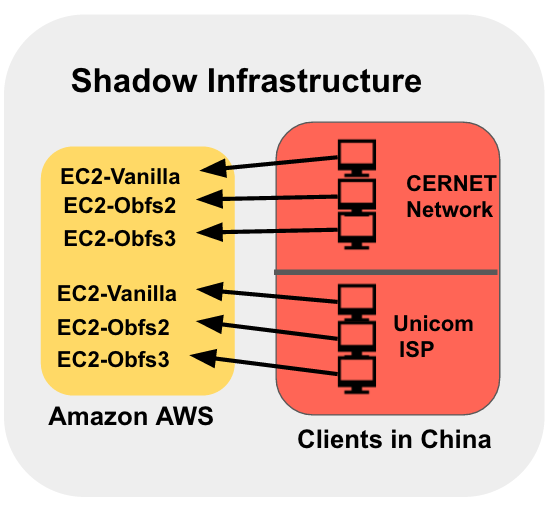 Shadow Infrastructure
EC2-Vanilla
EC2-Obfs2
EC2-Obfs3
EC2-Vanilla
EC2-Obfs2
EC2-Obfs3
Amazon AWS
CERNET
Network
Unicom
ISP
Clients in China